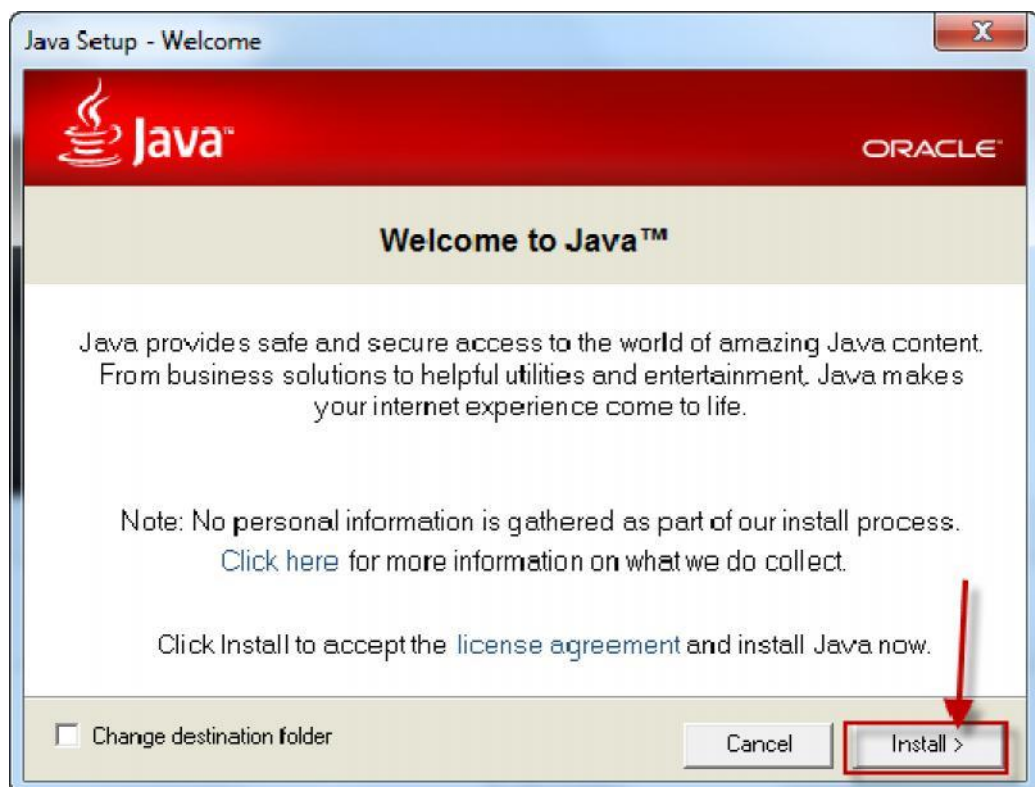 Java Setup - Welcome
X
Java™
ORACLE™
Welcome to Java™
Java provides safe and secure access to the world of amazing Java content.
From business solutions to helpful utilities and entertainment, Java makes
your internet experience come to life.
Note: No personal information is gathered as part of our install process.
Click here for more information on what we do collect.
Click Install to accept the license agreement and install Java now.
Change destination folder
Cancel
Install >